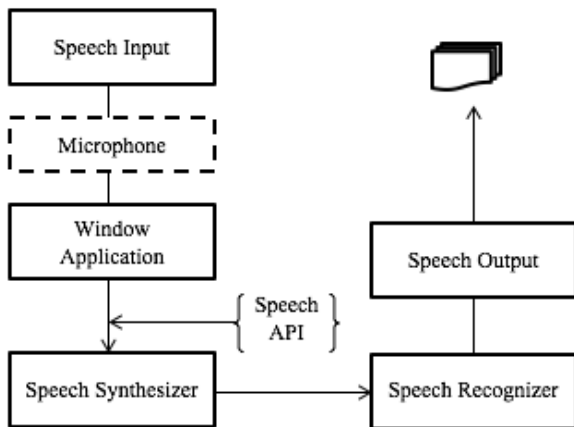 Speech Input
Microphone
Window
Application
Speech Output
Speech
API
Speech Synthesizer
Speech Recognizer